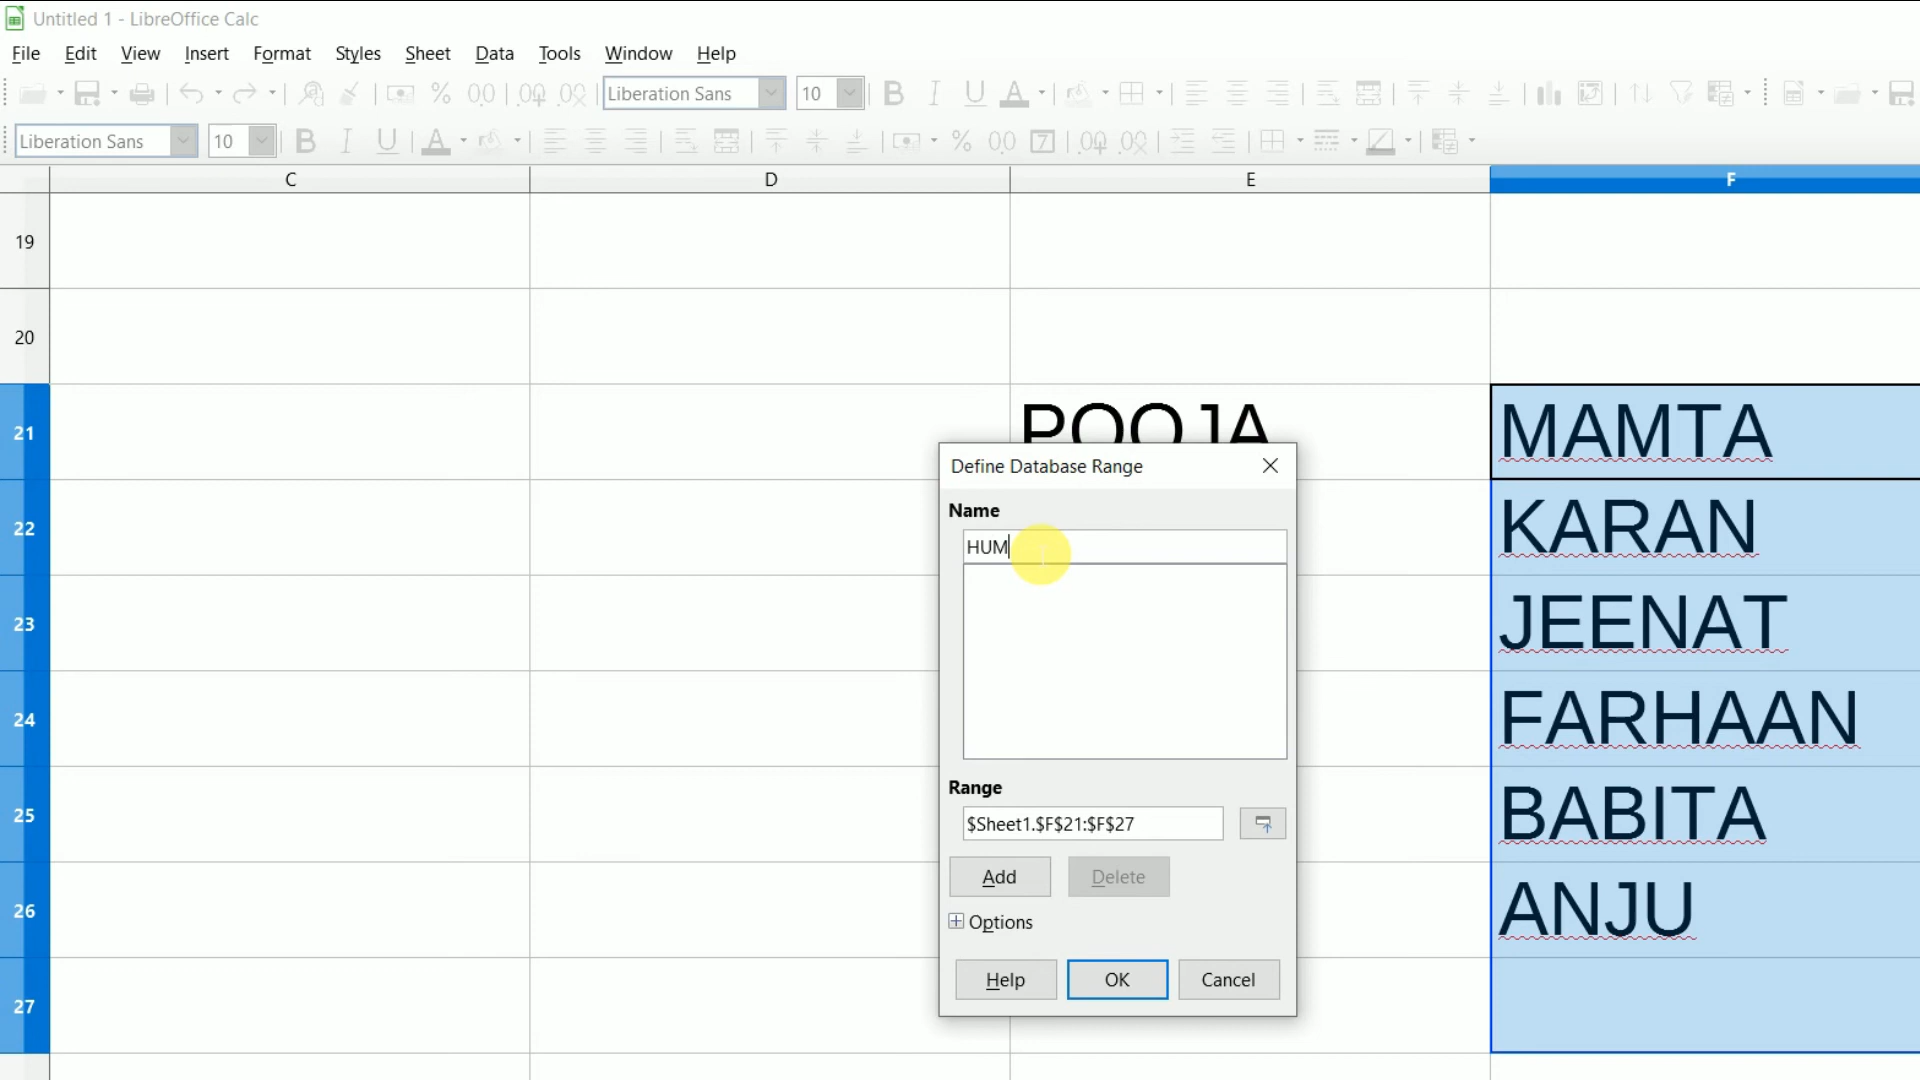 Untitled 1 - LibreOffice Calc
File Edit View Insert Format Styles Sheet Data Tools Window Help
Liberation Sans 10
Liberation Sans 10
C D E F
19
20
21 POOJA MAMTA
22 KARAN
23 JEENAT
24 FARHAAN
25 BABITA
26 ANJU
27
Define Database Range
Name
HUM
Range
$Sheet1.$F$21:$F$27
Add Delete
Options
Help OK Cancel